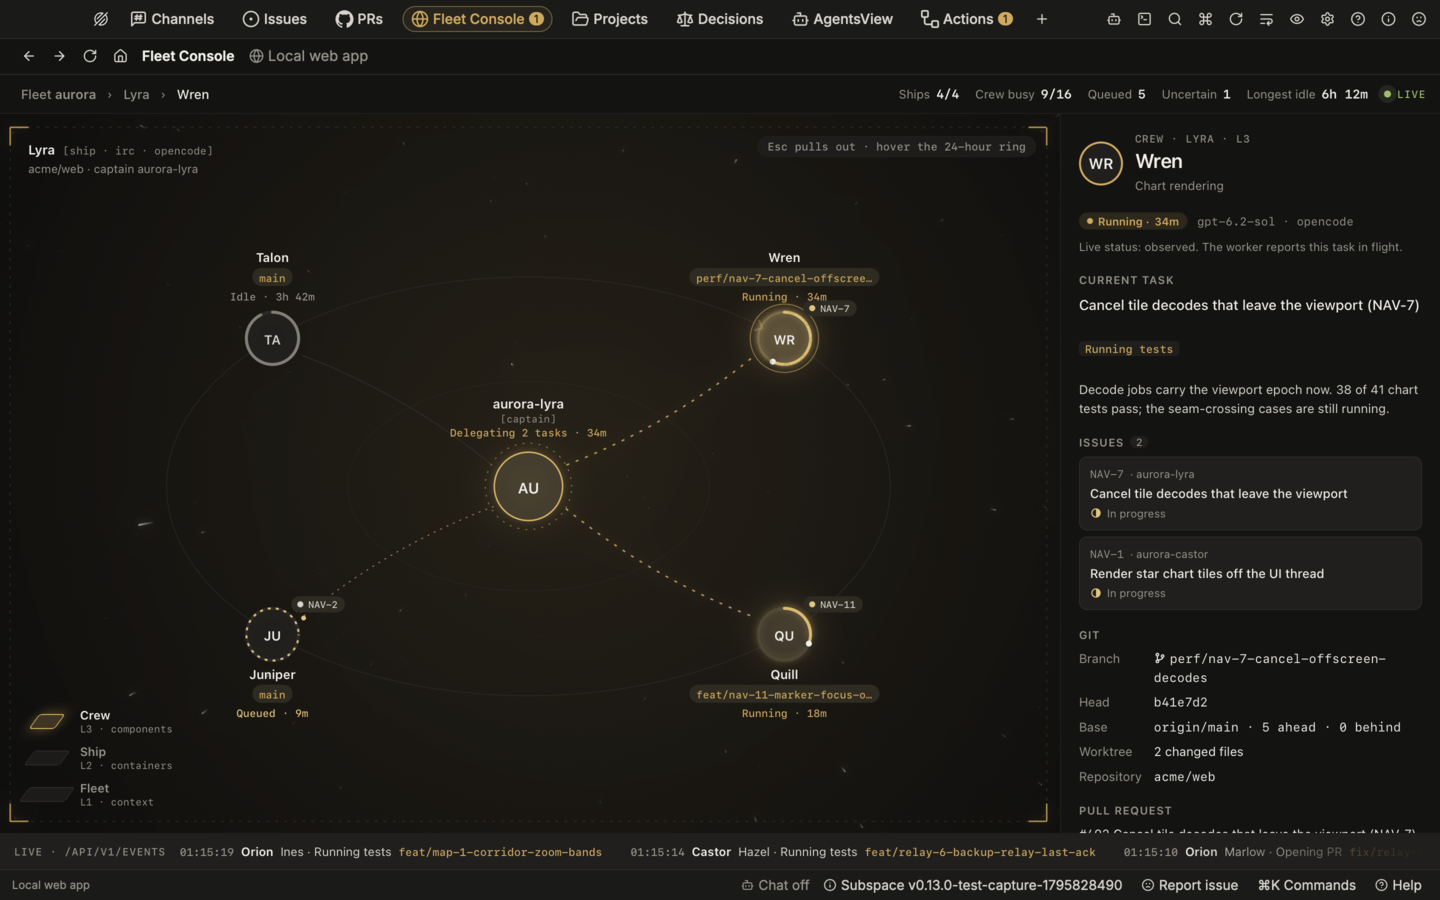 Channels
Issues
PRs
Fleet Console 1
Projects
Decisions
AgentsView
Actions 1
Fleet Console
Local web app
Fleet aurora › Lyra › Wren
Ships 4/4
Crew busy 9/16
Queued 5
Uncertain 1
Longest idle 6h 12m
LIVE
Lyra [ship · irc · opencode]
acme/web · captain aurora-lyra
Esc pulls out · hover the 24-hour ring
Talon
main
Idle · 3h 42m
TA
Wren
perf/nav-7-cancel-offscree…
Running · 34m
NAV-7
WR
aurora-lyra
[captain]
Delegating 2 tasks · 34m
AU
NAV-2
JU
Juniper
main
Queued · 9m
NAV-11
QU
Quill
feat/nav-11-marker-focus-o…
Running · 18m
Crew
L3 · components
Ship
L2 · containers
Fleet
L1 · context
WR
CREW · LYRA · L3
Wren
Chart rendering
Running · 34m
gpt-6.2-sol · opencode
Live status: observed. The worker reports this task in flight.
CURRENT TASK
Cancel tile decodes that leave the viewport (NAV-7)
Running tests
Decode jobs carry the viewport epoch now. 38 of 41 chart
tests pass; the seam-crossing cases are still running.
ISSUES 2
NAV-7 · aurora-lyra
Cancel tile decodes that leave the viewport
In progress
NAV-1 · aurora-castor
Render star chart tiles off the UI thread
In progress
GIT
Branch perf/nav-7-cancel-offscreen-
decodes
Head b41e7d2
Base origin/main · 5 ahead · 0 behind
Worktree 2 changed files
Repository acme/web
PULL REQUEST
Cancel tile decodes that leave the viewport (NAV-7)
LIVE · /API/V1/EVENTS
01:15:19 Orion Ines · Running tests feat/map-1-corridor-zoom-bands
01:15:14 Castor Hazel · Running tests feat/relay-6-backup-relay-last-ack
01:15:10 Orion Marlow · Opening PR fix/relay-
Local web app
Chat off
Subspace v0.13.0-test-capture-1795828490
Report issue
⌘K Commands
Help